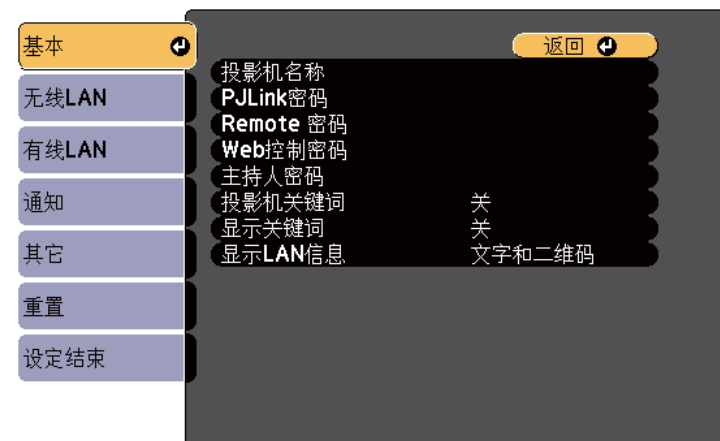 基本
无线LAN
有线LAN
通知
其它
重置
设定结束
返回
投影机名称
PJLink密码
Remote 密码
Web控制密码
主持人密码
投影机关键词 关
显示关键词 关
显示LAN信息 文字和二维码